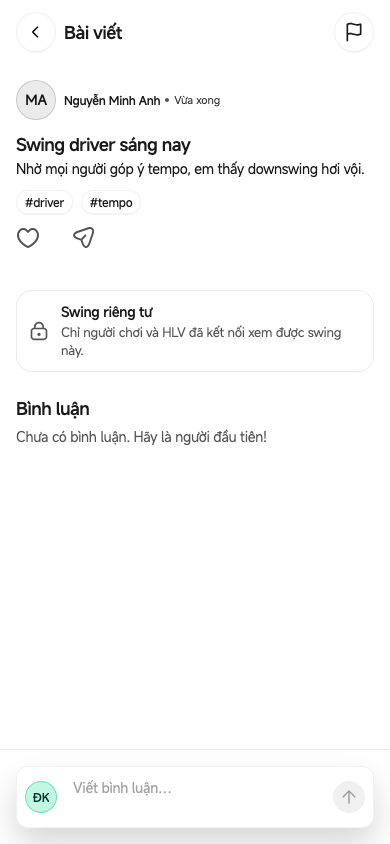 Bài viết
MA
Nguyễn Minh Anh • Vừa xong
Swing driver sáng nay
Nhờ mọi người góp ý tempo, em thấy downswing hơi vội.
#driver #tempo
Swing riêng tư
Chỉ người chơi và HLV đã kết nối xem được swing
này.
Bình luận
Chưa có bình luận. Hãy là người đầu tiên!
ĐK Viết bình luận...